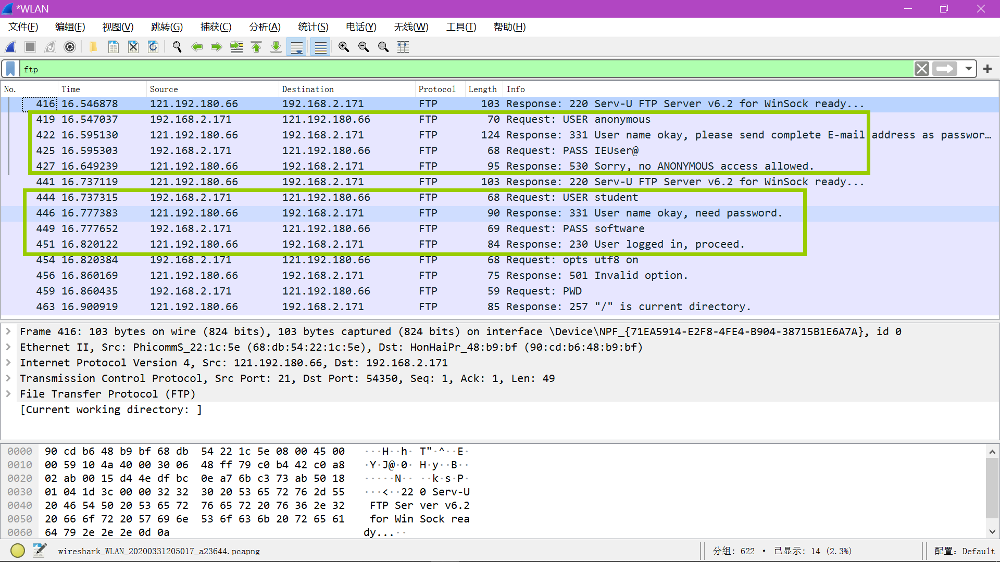 *WLAN
文件(F) 编辑(E) 视图(V) 跳转(G) 捕获(C) 分析(A) 统计(S) 电话(Y) 无线(W) 工具(T) 帮助(H)
ftp
No. Time Source Destination Protocol Length Info
416 16.546878 121.192.180.66 192.168.2.171 FTP 103 Response: 220 Serv-U FTP Server v6.2 for WinSock ready...
419 16.547037 192.168.2.171 121.192.180.66 FTP 70 Request: USER anonymous
422 16.595130 121.192.180.66 192.168.2.171 FTP 124 Response: 331 User name okay, please send complete E-mail address as passwor…
425 16.595303 192.168.2.171 121.192.180.66 FTP 68 Request: PASS IEUser@
427 16.649239 121.192.180.66 192.168.2.171 FTP 95 Response: 530 Sorry, no ANONYMOUS access allowed.
441 16.737119 121.192.180.66 192.168.2.171 FTP 103 Response: 220 Serv-U FTP Server v6.2 for WinSock ready...
444 16.737315 192.168.2.171 121.192.180.66 FTP 68 Request: USER student
446 16.777383 121.192.180.66 192.168.2.171 FTP 90 Response: 331 User name okay, need password.
449 16.777652 192.168.2.171 121.192.180.66 FTP 69 Request: PASS software
451 16.820122 121.192.180.66 192.168.2.171 FTP 84 Response: 230 User logged in, proceed.
454 16.820384 192.168.2.171 121.192.180.66 FTP 68 Request: opts utf8 on
456 16.860169 121.192.180.66 192.168.2.171 FTP 75 Response: 501 Invalid option.
459 16.860435 192.168.2.171 121.192.180.66 FTP 59 Request: PWD
463 16.900919 121.192.180.66 192.168.2.171 FTP 85 Response: 257 "/" is current directory.
Frame 416: 103 bytes on wire (824 bits), 103 bytes captured (824 bits) on interface \Device\NPF_{71EA5914-E2F8-4FE4-B904-38715B1E6A7A}, id 0
Ethernet II, Src: PhicommS_22:1c:5e (68:db:54:22:1c:5e), Dst: HonHaiPr_48:b9:bf (90:cd:b6:48:b9:bf)
Internet Protocol Version 4, Src: 121.192.180.66, Dst: 192.168.2.171
Transmission Control Protocol, Src Port: 21, Dst Port: 54350, Seq: 1, Ack: 1, Len: 49
File Transfer Protocol (FTP)
[Current working directory: ]
0000 90 cd b6 48 b9 bf 68 db 54 22 1c 5e 08 00 45 00 ···H··h· T"·^··E·
0010 00 59 10 4a 40 00 30 06 48 ff 79 c0 b4 42 c0 a8 ·Y·J@·0· H·y··B··
0020 02 ab 00 15 d4 4e df bc 0e a7 6b c3 73 ab 50 18 ·····N·· ··k·s·P·
0030 01 04 1d 3c 00 00 32 32 30 20 53 65 72 76 2d 55 ···<··22 0 Serv-U
0040 20 46 54 50 20 53 65 72 76 65 72 20 76 36 2e 32 FTP Ser ver v6.2
0050 20 66 6f 72 20 57 69 6e 53 6f 63 6b 20 72 65 61 for Win Sock rea
0060 64 79 2e 2e 2e 0d 0a dy...··
wireshark_WLAN_20200331205017_a23644.pcapng 分组: 622 · 已显示: 14 (2.3%) 配置: Default